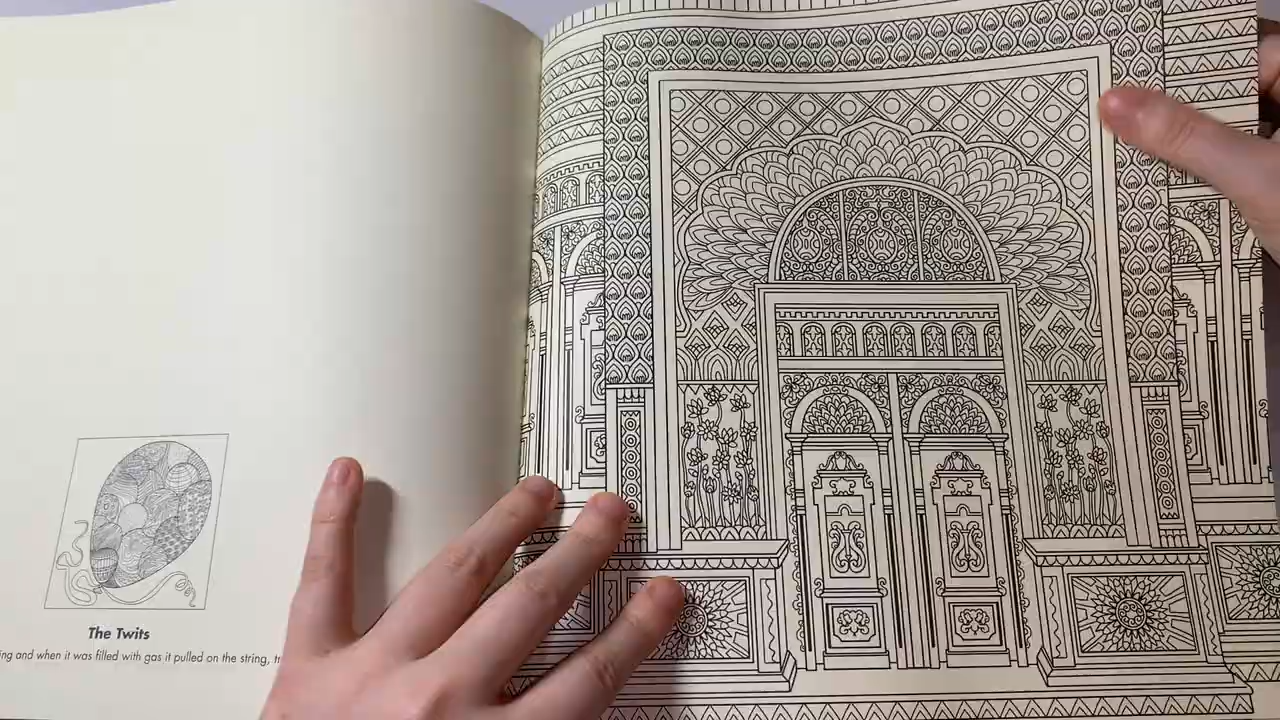 The Twits
ing and when it was filled with gas it pulled on the string,